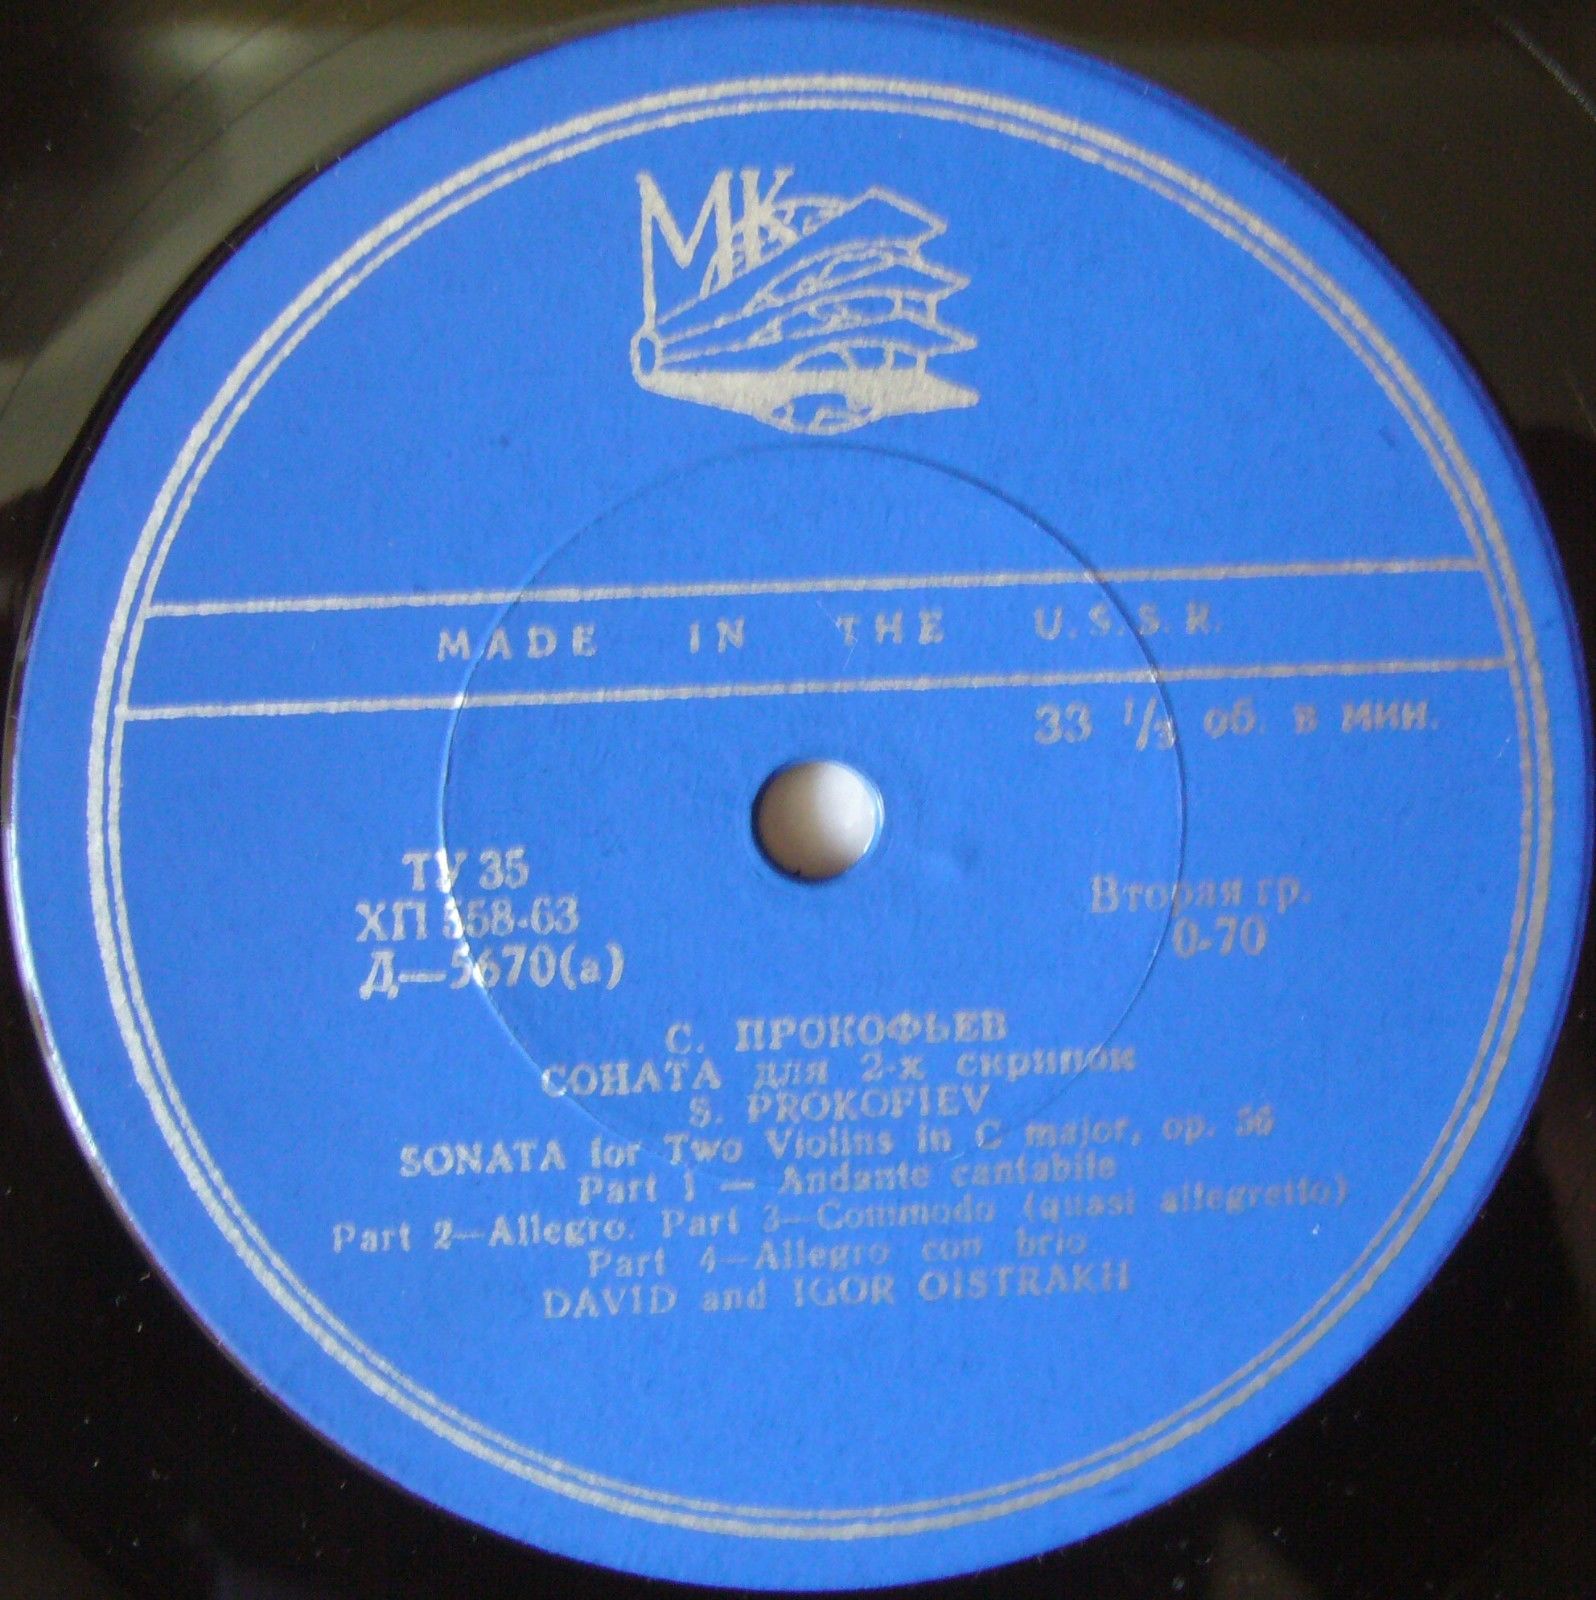 МК
MADE IN THE U.S.S.R.
33 1/3 об. в мин.
ТУ 35
ХП 558-63
Д—5670(а)
Вторая гр.
0-70
С. ПРОКОФЬЕВ
СОНАТА для 2-х скрипок
S. PROKOFIEV
SONATA for Two Violins in C major, op. 56
Part 1 — Andante cantabile
Part 2—Allegro. Part 3—Commodo (quasi allegretto)
Part 4—Allegro con brio
DAVID and IGOR OISTRAKH